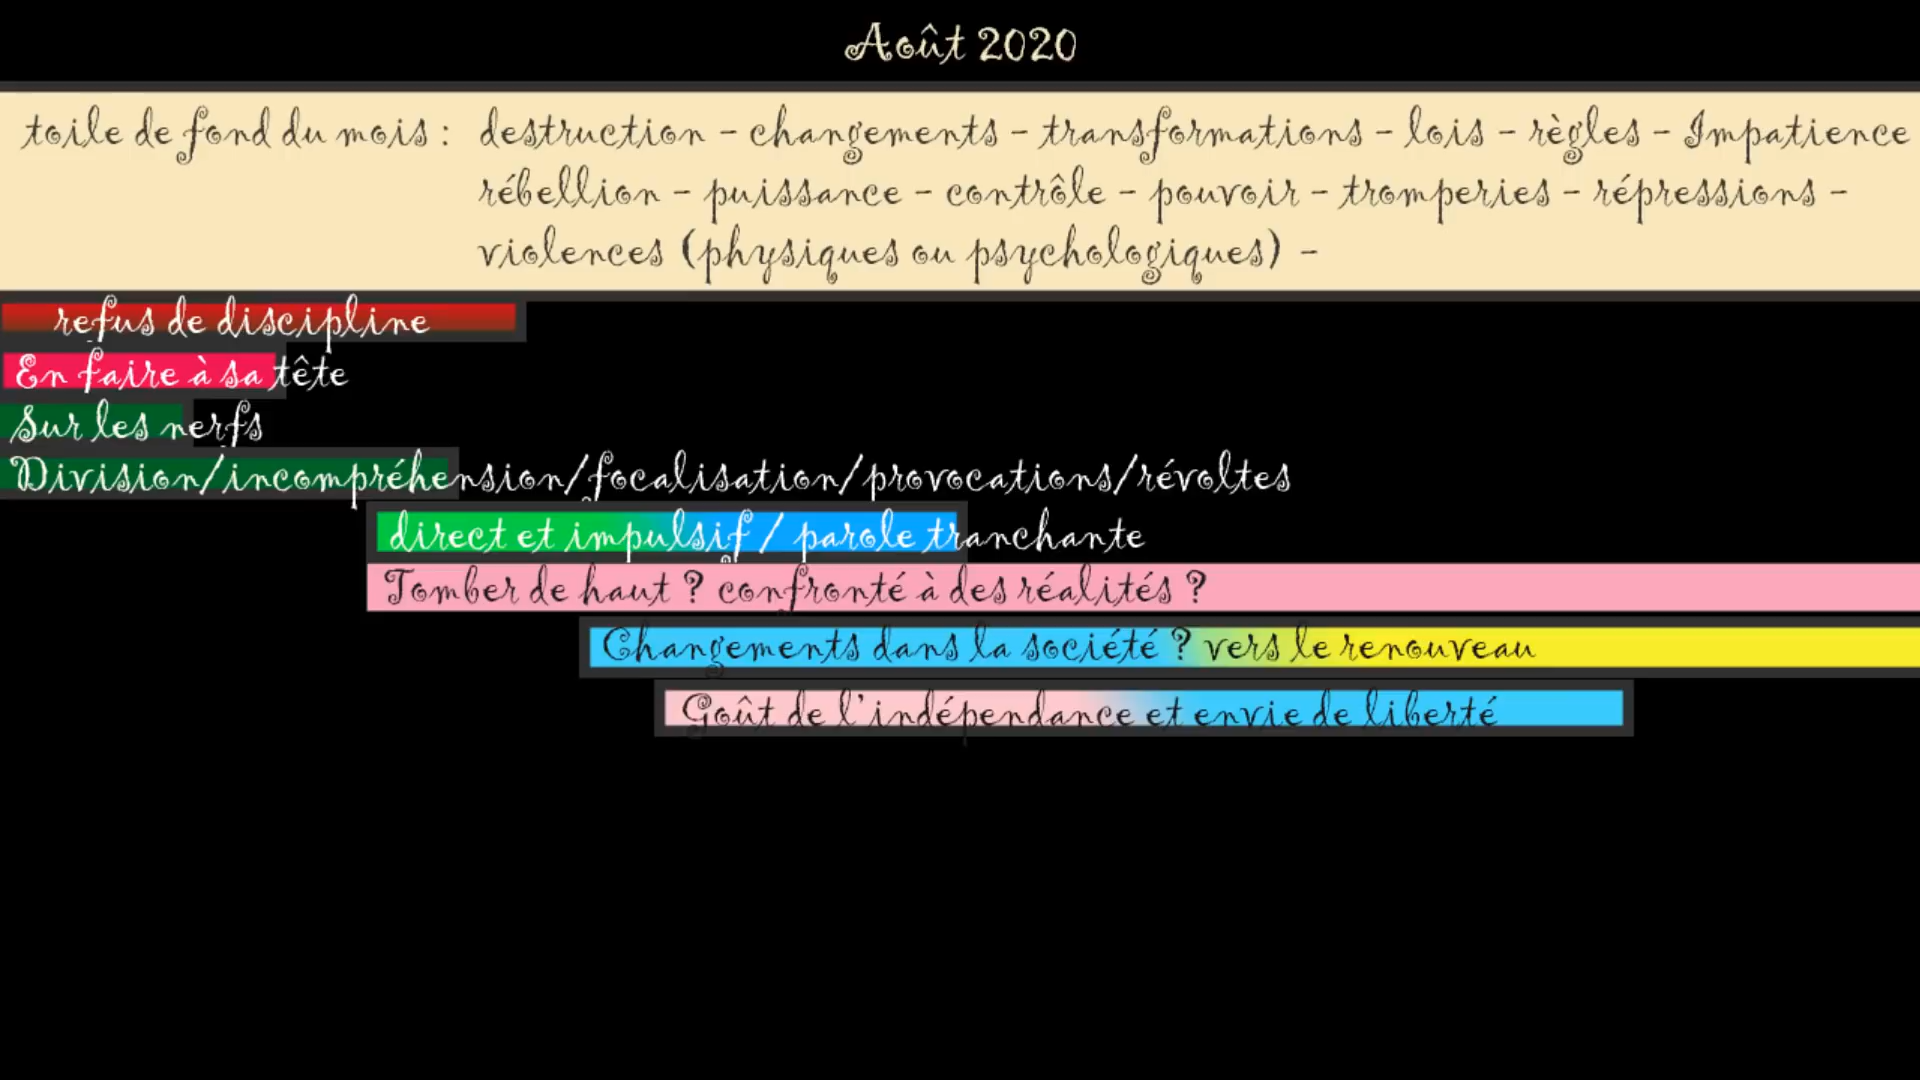 Août 2020
toile de fond du mois : destruction - changements - transformations - lois - règles - Impatience
rébellion - puissance - contrôle - pouvoir - tromperies - répressions -
violences (physiques ou psychologiques) -
refus de discipline
En faire à sa tête
Sur les nerfs
Division/incompréhension/focalisation/provocations/révoltes
direct et impulsif / parole tranchante
Tomber de haut ? confronté à des réalités ?
Changements dans la société ? vers le renouveau
Goût de l'indépendance et envie de liberté